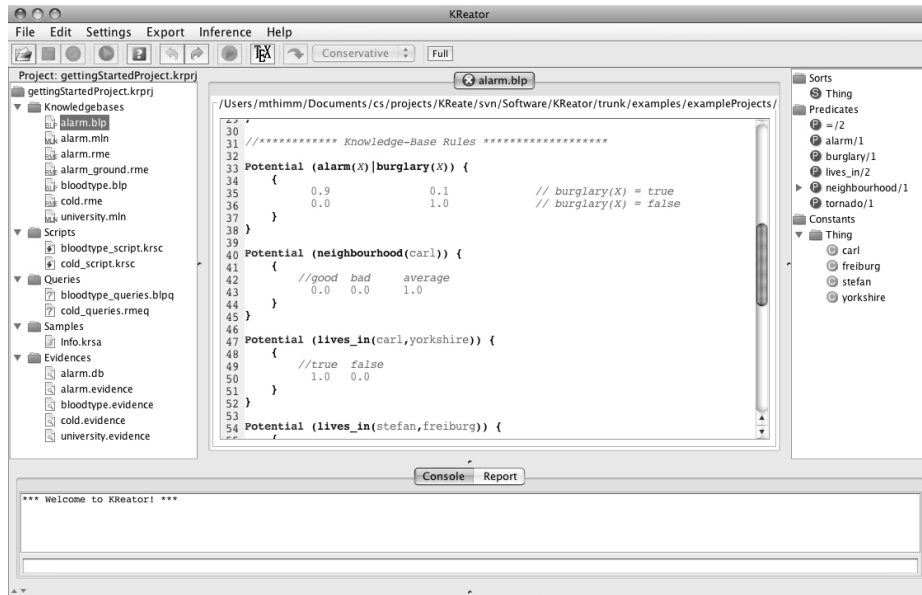 KReator
File Edit Settings Export Inference Help
TEX Conservative Full
Project: gettingStartedProject.krprj
gettingStartedProject.krprj
Knowledgebases
alarm.blp
alarm.mln
alarm.rme
alarm_ground.rme
bloodtype.blp
cold.rme
university.mln
Scripts
bloodtype_script.krsc
cold_script.krsc
Queries
bloodtype_queries.blpq
cold_queries.rmeq
Samples
Info.krsa
Evidences
alarm.db
alarm.evidence
bloodtype.evidence
cold.evidence
university.evidence
alarm.blp
/Users/mthimm/Documents/cs/projects/KReate/svn/Software/KReator/trunk/examples/exampleProjects/
29 }
30
31 //************ Knowledge-Base Rules *******************
32
33 Potential (alarm(X)|burglary(X)) {
34 {
35 0.9 0.1 // burglary(X) = true
36 0.0 1.0 // burglary(X) = false
37 }
38 }
39
40 Potential (neighbourhood(carl)) {
41 {
42 //good bad average
43 0.0 0.0 1.0
44 }
45 }
46
47 Potential (lives_in(carl,yorkshire)) {
48 {
49 //true false
50 1.0 0.0
51 }
52 }
53
54 Potential (lives_in(stefan,freiburg)) {
55 {
Sorts
S Thing
Predicates
P =/2
P alarm/1
P burglary/1
P lives_in/2
P neighbourhood/1
P tornado/1
Constants
Thing
C carl
C freiburg
C stefan
C yorkshire
Console Report
*** Welcome to KReator! ***